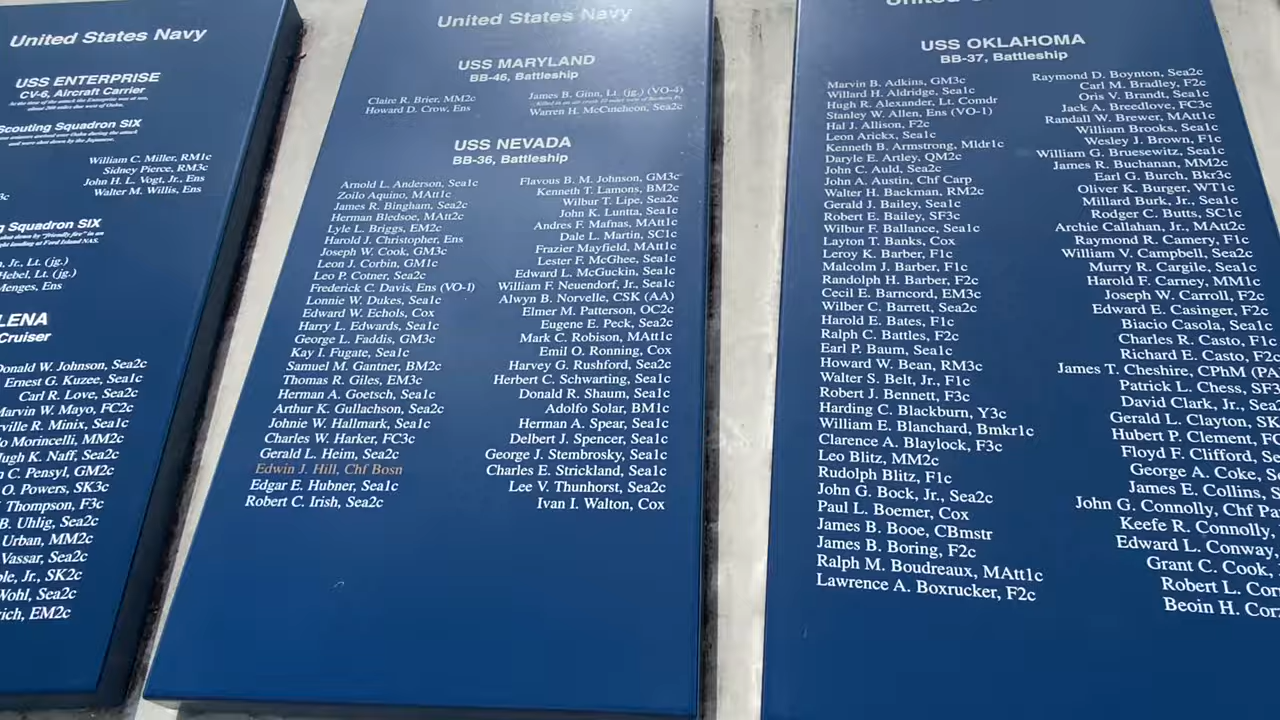 United States Navy
USS ENTERPRISE
CV-6, Aircraft Carrier
Scouting Squadron SIX
William C. Miller, RM1c
Sidney Pierce, RM3c
John H. L. Vogt, Jr., Ens
Walter M. Willis, Ens
Squadron SIX
Jr., Lt. (jg.)
Hebel, Lt. (jg.)
Menges, Ens
LENA
Cruiser
Donald W. Johnson, Sea2c
Ernest G. Kuzee, Sea1c
Carl R. Love, Sea2c
Marvin W. Mayo, FC2c
ville R. Minix, Sea1c
o Morincelli, MM2c
Hugh K. Naff, Sea2c
n C. Pensyl, GM2c
O. Powers, SK3c
Thompson, F3c
B. Uhlig, Sea2c
Urban, MM2c
Vassar, Sea2c
ple, Jr., SK2c
Wohl, Sea2c
ich, EM2c
United States Navy
USS MARYLAND
BB-46, Battleship
Claire R. Brier, MM2c
Howard D. Crow, Ens
James B. Ginn, Lt. (jg.) (VO-4)
Warren H. McCutcheon, Sea2c
USS NEVADA
BB-36, Battleship
Arnold L. Anderson, Sea1c
Zoilo Aquino, MAtt1c
James R. Bingham, Sea2c
Herman Bledsoe, MAtt2c
Lyle L. Briggs, EM2c
Harold J. Christopher, Ens
Joseph W. Cook, GM3c
Leon J. Corbin, GM1c
Leo P. Cotner, Sea2c
Frederick C. Davis, Ens (VO-1)
Lonnie W. Dukes, Sea1c
Edward W. Echols, Cox
Harry L. Edwards, Sea1c
George L. Faddis, GM3c
Kay I. Fugate, Sea1c
Samuel M. Gantner, BM2c
Thomas R. Giles, EM3c
Herman A. Goetsch, Sea1c
Arthur K. Gullachson, Sea2c
Johnie W. Hallmark, Sea1c
Charles W. Harker, FC3c
Gerald L. Heim, Sea2c
Edwin J. Hill, Chf Bosn
Edgar E. Hubner, Sea1c
Robert C. Irish, Sea2c
Flavous B. M. Johnson, GM3c
Kenneth T. Lamons, BM2c
Wilbur T. Lipe, Sea2c
John K. Luntta, Sea1c
Andres F. Mafnas, MAtt1c
Dale L. Martin, SC1c
Frazier Mayfield, MAtt1c
Lester F. McGhee, Sea1c
Edward L. McGuckin, Sea1c
William F. Neuendorf, Jr., Sea1c
Alwyn B. Norvelle, CSK (AA)
Elmer M. Patterson, OC2c
Eugene E. Peck, Sea2c
Mark C. Robison, MAtt1c
Emil O. Ronning, Cox
Harvey G. Rushford, Sea2c
Herbert C. Schwarting, Sea1c
Donald R. Shaum, Sea1c
Adolfo Solar, BM1c
Herman A. Spear, Sea1c
Delbert J. Spencer, Sea1c
George J. Stembrosky, Sea1c
Charles E. Strickland, Sea1c
Lee V. Thunhorst, Sea2c
Ivan I. Walton, Cox
USS OKLAHOMA
BB-37, Battleship
Marvin B. Adkins, GM3c
Willard H. Aldridge, Sea1c
Hugh R. Alexander, Lt. Comdr
Stanley W. Allen, Ens (VO-1)
Hal J. Allison, F2c
Leon Arickx, Sea1c
Kenneth B. Armstrong, Mldr1c
Daryle E. Artley, QM2c
John C. Auld, Sea2c
John A. Austin, Chf Carp
Walter H. Backman, RM2c
Gerald J. Bailey, Sea1c
Robert E. Bailey, SF3c
Wilbur F. Ballance, Sea1c
Layton T. Banks, Cox
Leroy K. Barber, F1c
Malcolm J. Barber, F1c
Randolph H. Barber, F2c
Cecil E. Barncord, EM3c
Wilber C. Barrett, Sea2c
Harold E. Bates, F1c
Ralph C. Battles, F2c
Earl P. Baum, Sea1c
Howard W. Bean, RM3c
Walter S. Belt, Jr., F1c
Robert J. Bennett, F3c
Harding C. Blackburn, Y3c
William E. Blanchard, Bmkr1c
Clarence A. Blaylock, F3c
Leo Blitz, MM2c
Rudolph Blitz, F1c
John G. Bock, Jr., Sea2c
Paul L. Boemer, Cox
James B. Booe, CBmstr
James B. Boring, F2c
Ralph M. Boudreaux, MAtt1c
Lawrence A. Boxrucker, F2c
Raymond D. Boynton, Sea2c
Carl M. Bradley, F2c
Oris V. Brandt, Sea1c
Jack A. Breedlove, FC3c
Randall W. Brewer, MAtt1c
William Brooks, Sea1c
Wesley J. Brown, F1c
William G. Bruesewitz, Sea1c
James R. Buchanan, MM2c
Earl G. Burch, Bkr3c
Oliver K. Burger, WT1c
Millard Burk, Jr., Sea1c
Rodger C. Butts, SC1c
Archie Callahan, Jr., MAtt2c
Raymond R. Camery, F1c
William V. Campbell, Sea2c
Murry R. Cargile, Sea1c
Harold F. Carney, MM1c
Joseph W. Carroll, F2c
Edward E. Casinger, F2c
Biacio Casola, Sea1c
Charles R. Casto, F1c
Richard E. Casto, F2c
James T. Cheshire, CPhM (PA
Patrick L. Chess, SF3
David Clark, Jr., Sea
Gerald L. Clayton, SK
Hubert P. Clement, FC
Floyd F. Clifford, Se
George A. Coke, S
James E. Collins, S
John G. Connolly, Chf Pa
Keefe R. Connolly,
Edward L. Conway,
Grant C. Cook,
Robert L. Cor
Beoin H. Cor